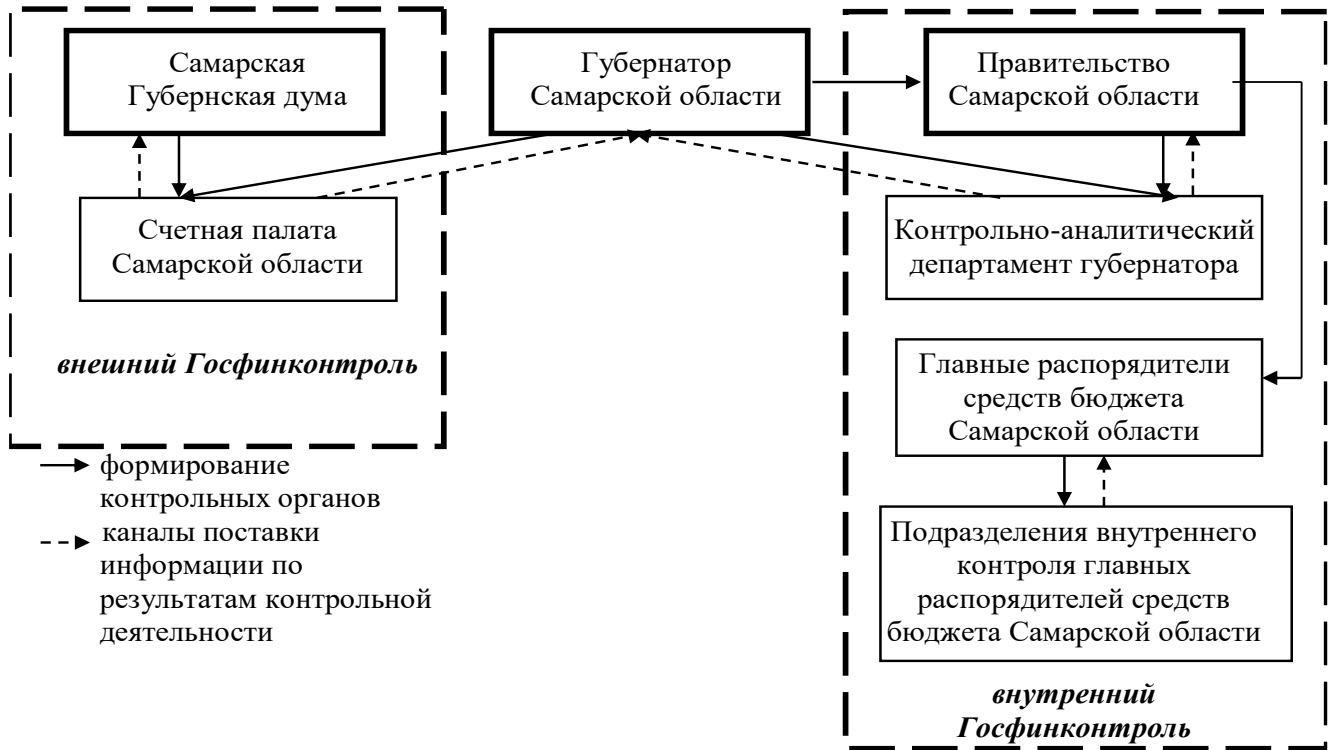 Самарская
Губернская дума
Губернатор
Самарской области
Правительство
Самарской области
Счетная палата
Самарской области
Контрольно-аналитический
департамент губернатора
внешний Госфинконтроль
Главные распорядители
средств бюджета
Самарской области
формирование
контрольных органов
каналы поставки
информации по
результатам контрольной
деятельности
Подразделения внутреннего
контроля главных
распорядителей средств
бюджета Самарской области
внутренний
Госфинконтроль